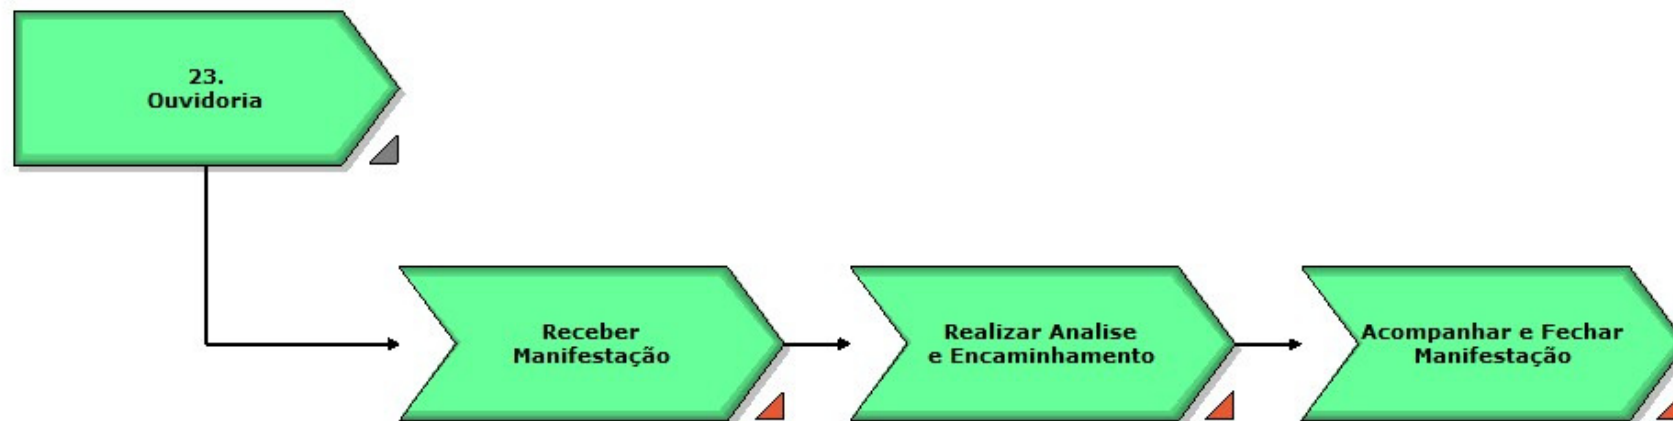 23.
Ouvidoria
Receber
Manifestação
Realizar Analise
e Encaminhamento
Acompanhar e Fechar
Manifestação